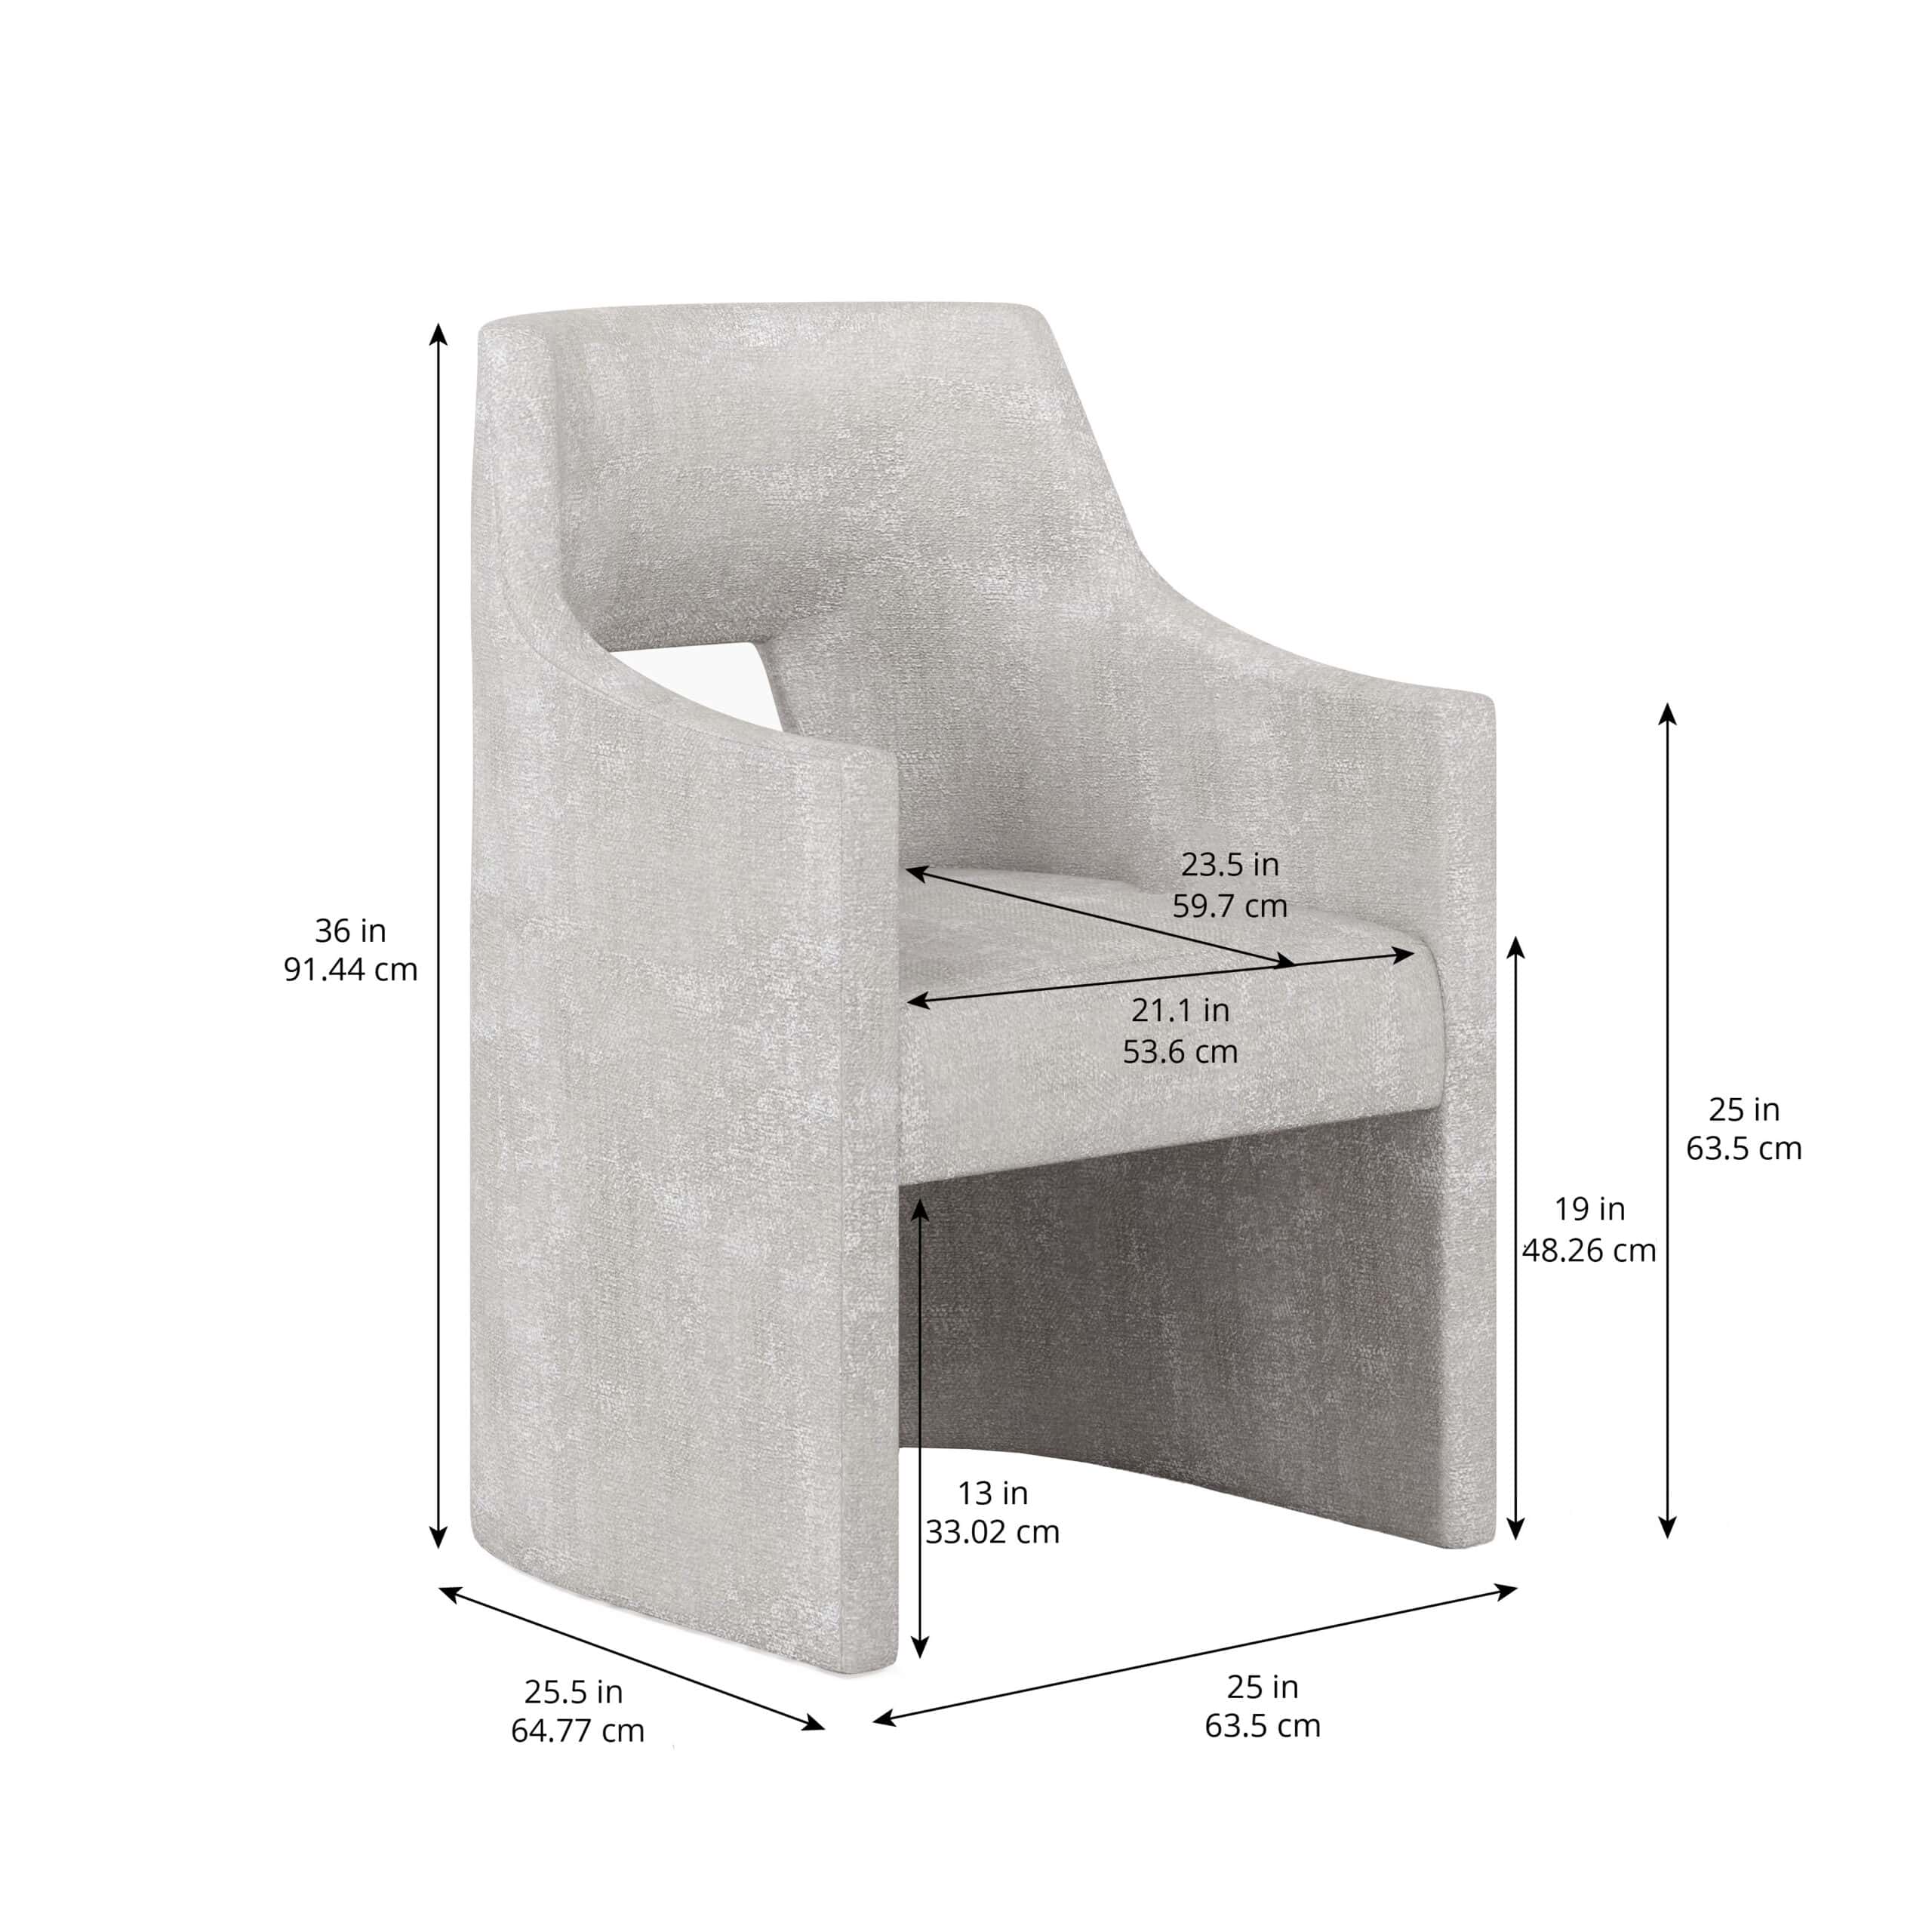 23.5 in
59.7 cm
36 in
91.44 cm
21.1 in
53.6 cm
25 in
63.5 cm
19 in
48.26 cm
13 in
33.02 cm
25.5 in
64.77 cm
25 in
63.5 cm